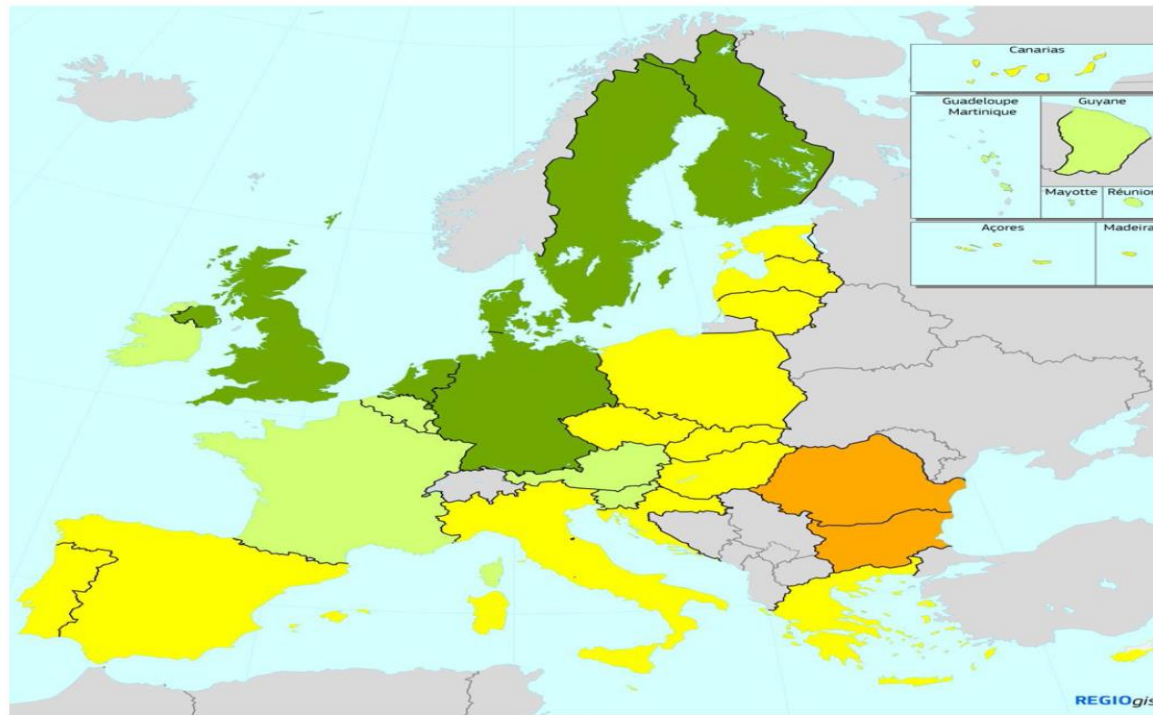 Canarias
Guadeloupe
Martinique
Guyane
Mayotte
Réunion
Açores
Madeira
REGIOgis